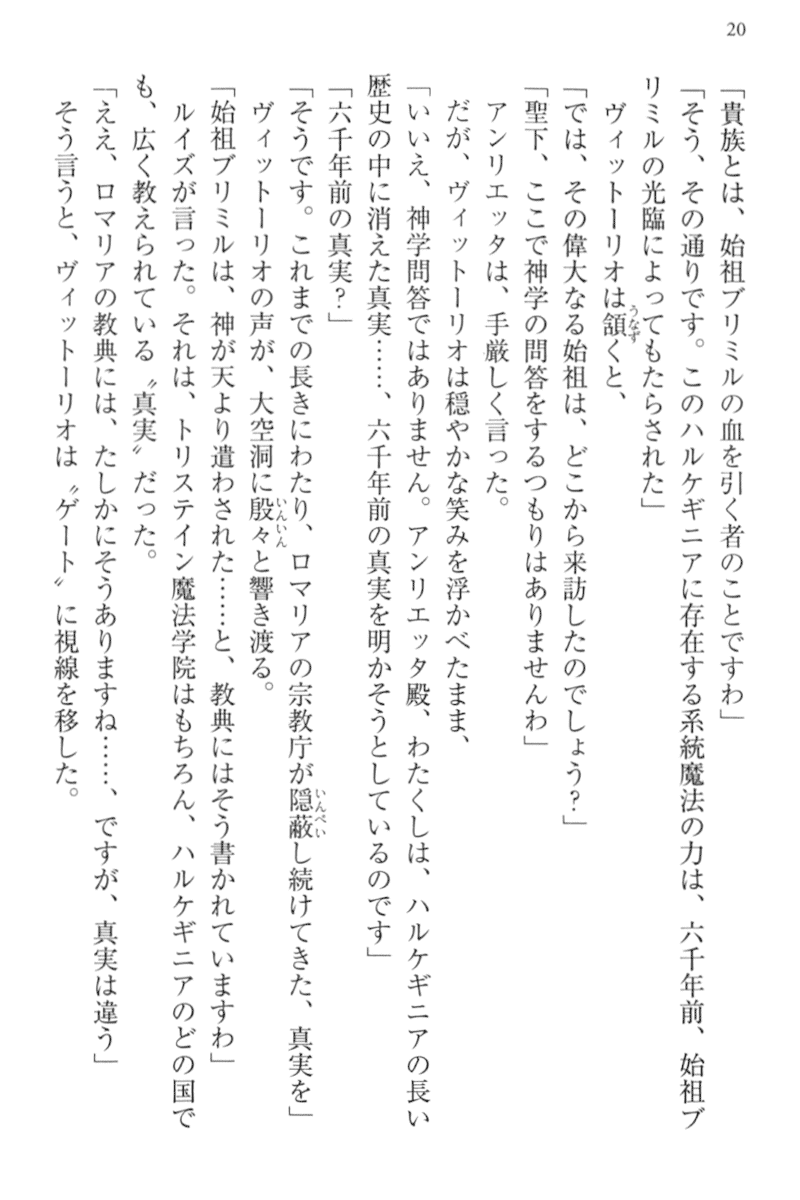 20
「貴族とは、始祖ブリミルの血を引く者のことですわ」
「そう、その通りです。このハルケギニアに存在する系統魔法の力は、六千年前、始祖ブ
リミルの光臨によってもたらされた」
ヴィットーリオは頷くと、
うなず
「では、その偉大なる始祖は、どこから来訪したのでしょう？」
「聖下、ここで神学の問答をするつもりはありませんわ」
アンリエッタは、手厳しく言った。
だが、ヴィットーリオは穏やかな笑みを浮かべたまま、
「いいえ、神学問答ではありません。アンリエッタ殿、わたくしは、ハルケギニアの長い
歴史の中に消えた真実……、六千年前の真実を明かそうとしているのです」
「六千年前の真実？」
「そうです。これまでの長きにわたり、ロマリアの宗教庁が隠蔽し続けてきた、真実を」
いんぺい
ヴィットーリオの声が、大空洞に殷々と響き渡る。
いんいん
「始祖ブリミルは、神が天より遣わされた……と、教典にはそう書かれていますわ」
ルイズが言った。それは、トリステイン魔法学院はもちろん、ハルケギニアのどの国で
も、広く教えられている〝真実〟だった。
「ええ、ロマリアの教典には、たしかにそうありますね……、ですが、真実は違う」
そう言うと、ヴィットーリオは〝ゲート〟に視線を移した。